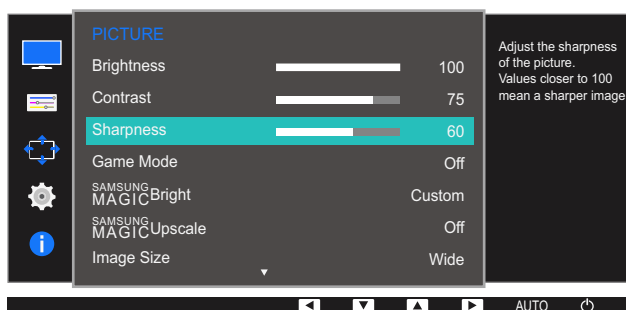 PICTURE
Brightness 100
Contrast 75
Sharpness 60
Game Mode Off
SAMSUNG
MAGIC Bright Custom
SAMSUNG
MAGIC Upscale Off
Image Size Wide
Adjust the sharpness
of the picture.
Values closer to 100
mean a sharper image
AUTO